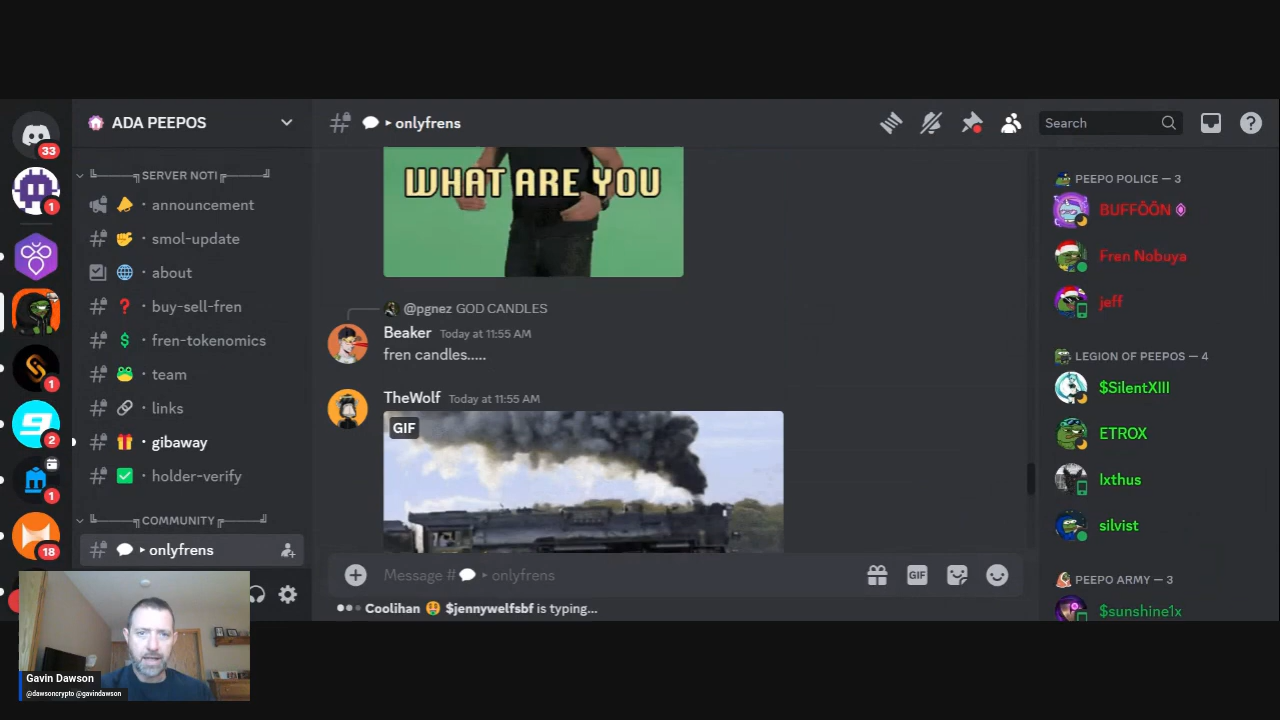 33
1
1
2
1
18
ADA PEEPOS
SERVER NOTI
announcement
smol-update
about
buy-sell-fren
fren-tokenomics
team
links
gibaway
holder-verify
COMMUNITY
onlyfrens
onlyfrens
Search
WHAT ARE YOU
@pgnez GOD CANDLES
Beaker Today at 11:55 AM
fren candles.....
TheWolf Today at 11:55 AM
GIF
Message # onlyfrens
GIF
Coolihan $jennywelfsbf is typing...
PEEPO POLICE — 3
BUFFÕÕN
Fren Nobuya
jeff
LEGION OF PEEPOS — 4
$SilentXIII
ETROX
Ixthus
silvist
PEEPO ARMY — 3
$sunshine1x
Gavin Dawson
@dawsoncrypto @gavindawson